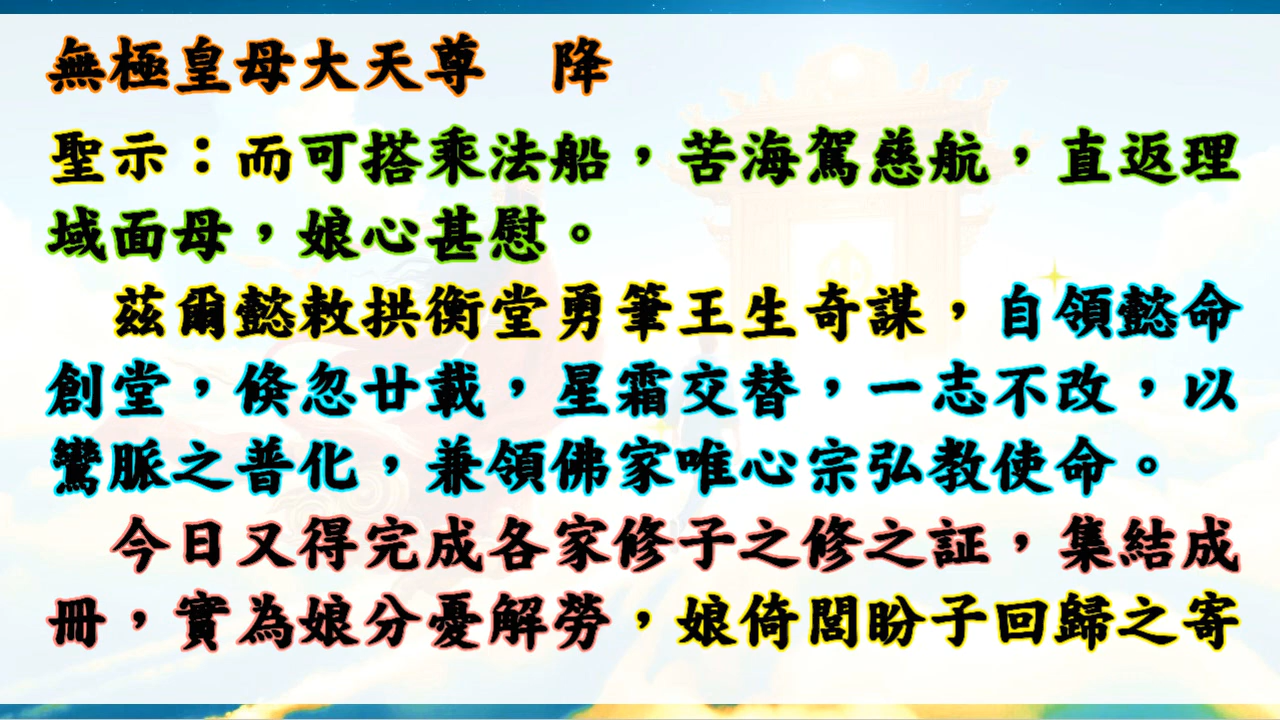 無極皇母大天尊　降
聖示：而可搭乘法船，苦海駕慈航，直返理
域面母，娘心甚慰。
　茲爾懿敕拱衡堂勇筆王生奇謀，自領懿命
創堂，倏忽廿載，星霜交替，一志不改，以
鸞脈之普化，兼領佛家唯心宗弘教使命。
　今日又得完成各家修子之修之証，集結成
冊，實為娘分憂解勞，娘倚閭盼子回歸之寄